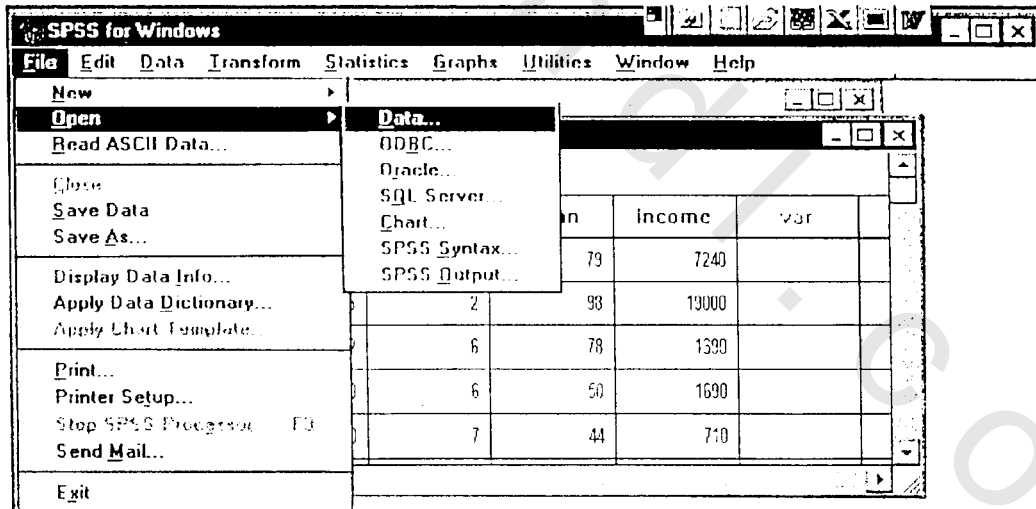 SPSS for Windows
File Edit Data Transform Statistics Graphs Utilities Window Help
New
Open
Read ASCII Data...
Close
Save Data
Save As...
Display Data Info...
Apply Data Dictionary...
Apply Chart Template...
Print...
Printer Setup...
Stop SPSS Processor F3
Send Mail...
Exit
Data...
ODBC...
Oracle...
SQL Server...
Chart...
SPSS Syntax...
SPSS Output...
income var
79 7240
2 98 19000
6 78
6 50 1690
7 44 710